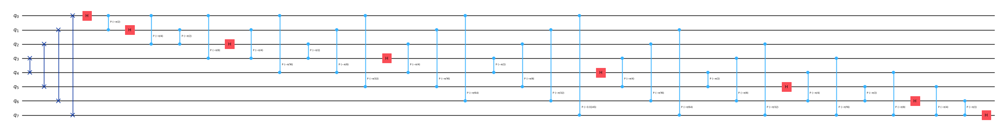 q0 H
P (−π/2)
q1 H
P (−π/4) P (−π/2)
q2 H
P (−π/8) P (−π/4) P (−π/2)
q3 H
P (−π/16) P (−π/8) P (−π/4) P (−π/2)
q4 H
P (−π/32) P (−π/16) P (−π/8) P (−π/4) P (−π/2)
q5 H
P (−π/64) P (−π/32) P (−π/16) P (−π/8) P (−π/4) P (−π/2)
q6 H
P (−0.0245) P (−π/64) P (−π/32) P (−π/16) P (−π/8) P (−π/4) P (−π/2)
q7 H